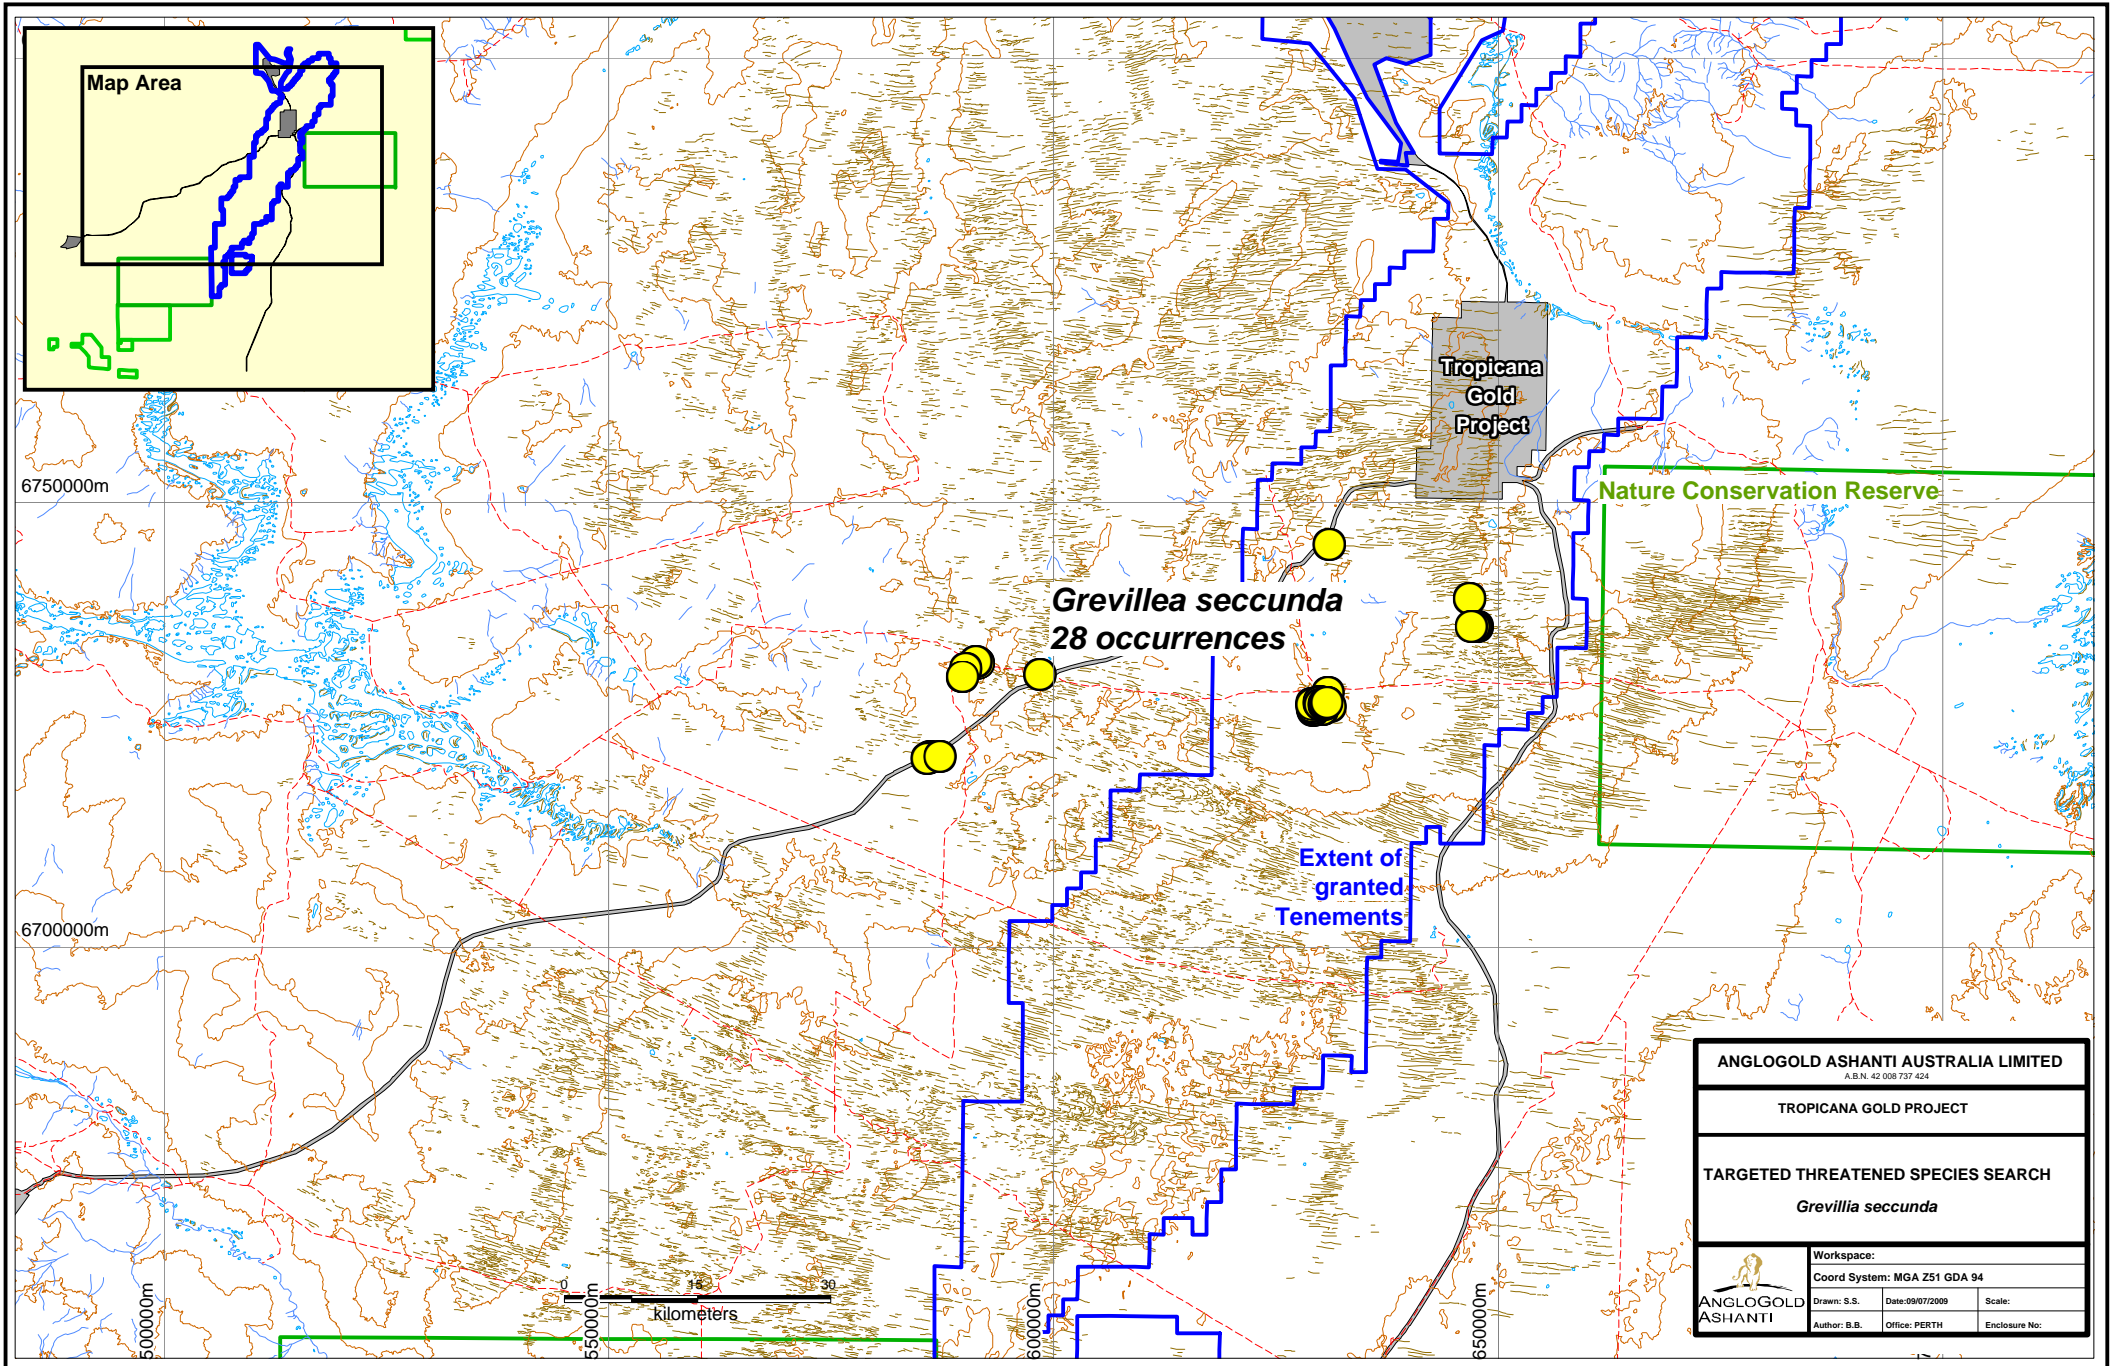 Map Area
Tropicana
Gold
Project
6750000m
Nature Conservation Reserve
Grevillea seccunda
28 occurrences
Extent of
granted
Tenements
6700000m
ANGLOGOLD ASHANTI AUSTRALIA LIMITED
A.B.N. 42 008 737 424
TROPICANA GOLD PROJECT
TARGETED THREATENED SPECIES SEARCH
Grevillia seccunda
Workspace:
Coord System: MGA Z51 GDA 94
Drawn: S.S. Date:09/07/2009 Scale:
Author: B.B. Office: PERTH Enclosure No:
ANGLOGOLD
ASHANTI
0 15 30
kilometers
500000m
550000m
600000m
650000m